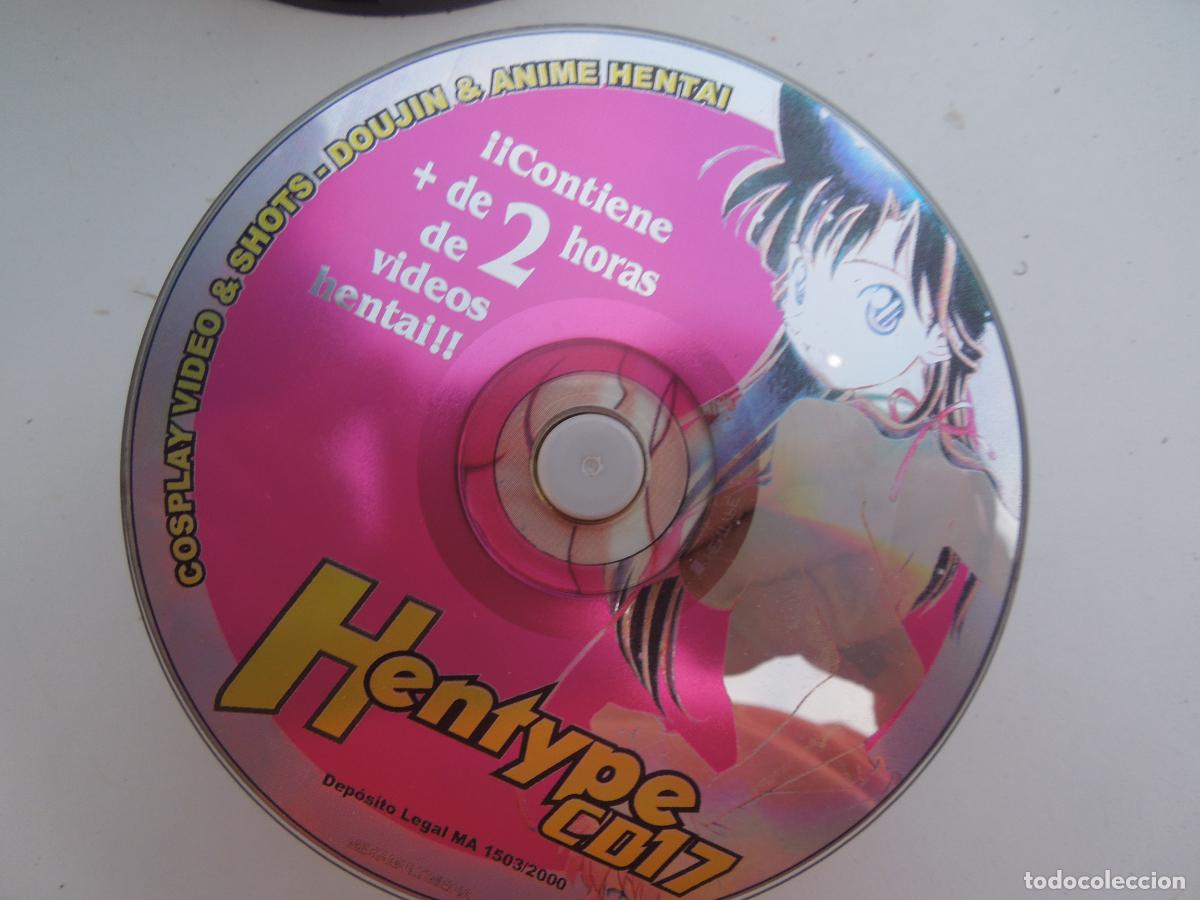 COSPLAY VIDEO & SHOTS - DOUJIN & ANIME HENTAI
¡¡Contiene
+ de 2 horas
de
videos
hentai!!
Hentype
CD17
Depósito Legal MA 1503/2000
todocoleccion